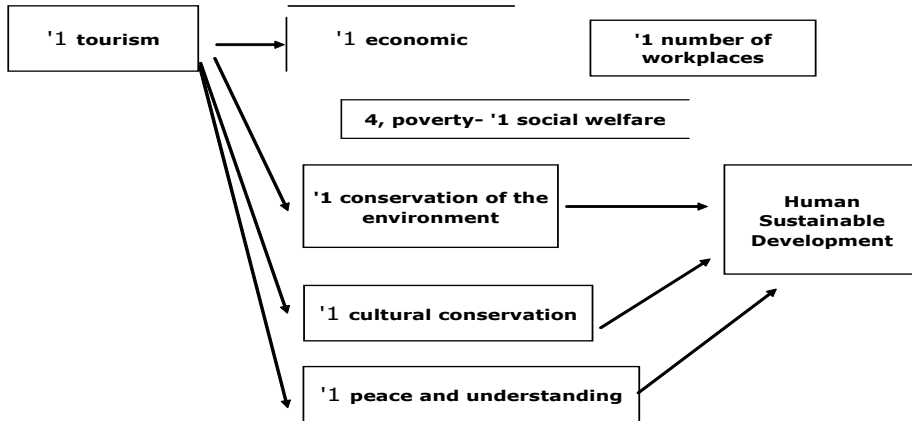 '1 tourism
'1 economic
'1 number of
workplaces
4, poverty- '1 social welfare
'1 conservation of the
environment
Human
Sustainable
Development
'1 cultural conservation
'1 peace and understanding